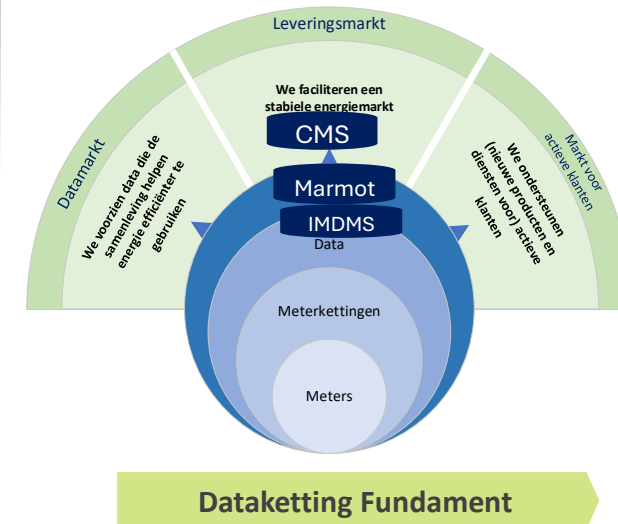 Leveringsmarkt
Datamarkt
Markt voor
actieve klanten
We faciliteren een
stabiele energiemarkt
We voorzien data die de
samenleving helpen
energie efficiënter te
gebruiken
We ondersteunen
(nieuwe producten en
diensten voor) actieve
klanten
CMS
Marmot
IMDMS
Data
Meterkettingen
Meters
Dataketting Fundament